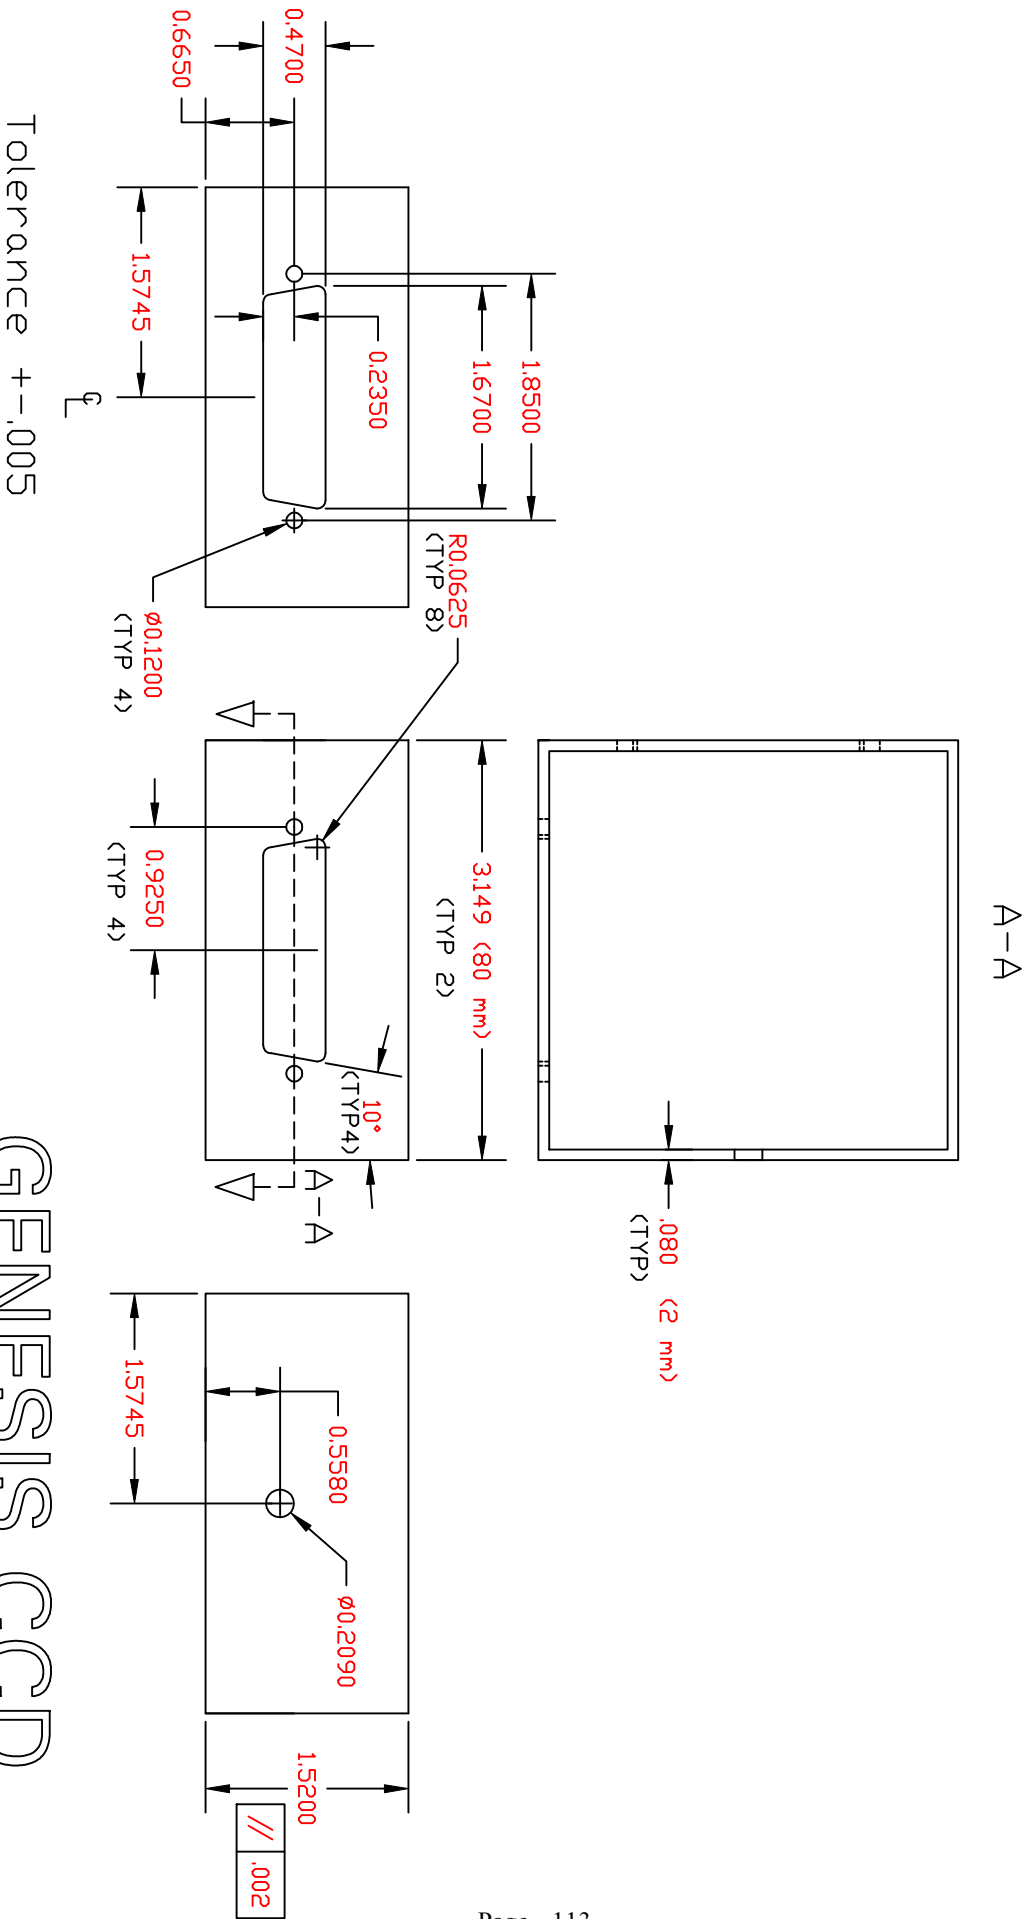 A-A
.080 (2 mm)
(TYP)
1.8500
1.6700
0.2350
0.4700
0.6650
1.5745
C
L
Ø0.1200
(TYP 4)
R0.0625
(TYP 8)
3.149 (80 mm)
(TYP 2)
0.9250
(TYP 4)
10°
(TYP4)
A-A
0.5580
1.5745
Ø0.2090
1.5200
// .002
Tolerance +-.005
GENESIS CCD
Page 113